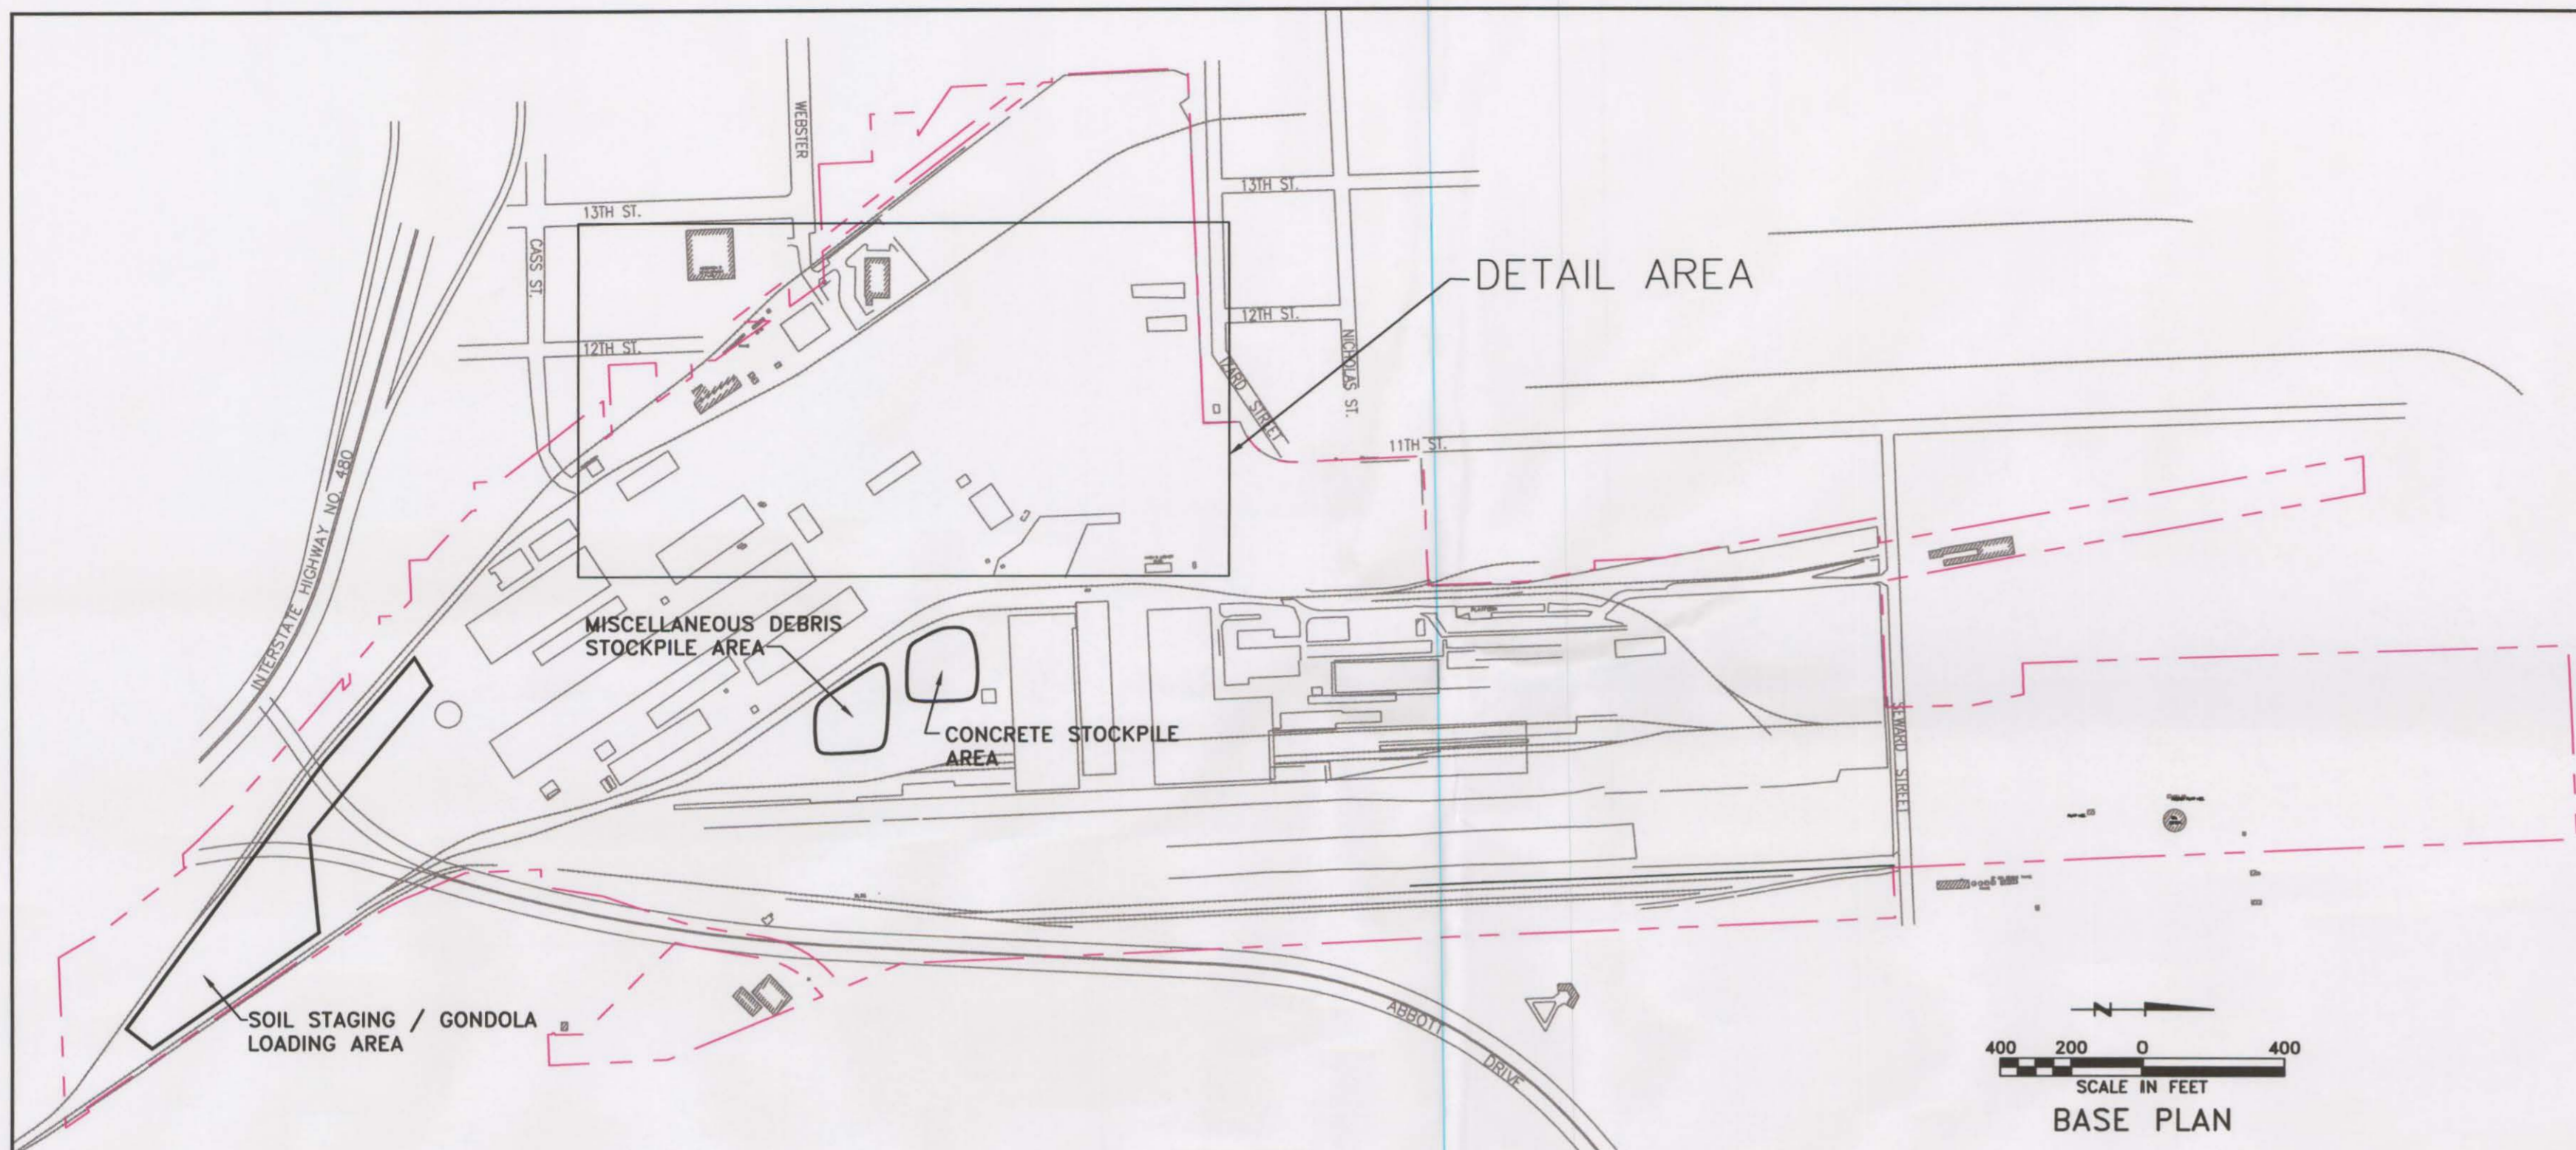 WEBSTER
13TH ST.
13TH ST.
CASS ST.
DETAIL AREA
12TH ST.
NICHOLAS ST.
12TH ST.
IZARD STREET
11TH ST.
INTERSTATE HIGHWAY NO. 480
MISCELLANEOUS DEBRIS
STOCKPILE AREA
CONCRETE STOCKPILE
AREA
SEWARD STREET
SOIL STAGING / GONDOLA
LOADING AREA
ABBOTT
DRIVE
N
400 200 0 400
SCALE IN FEET
BASE PLAN